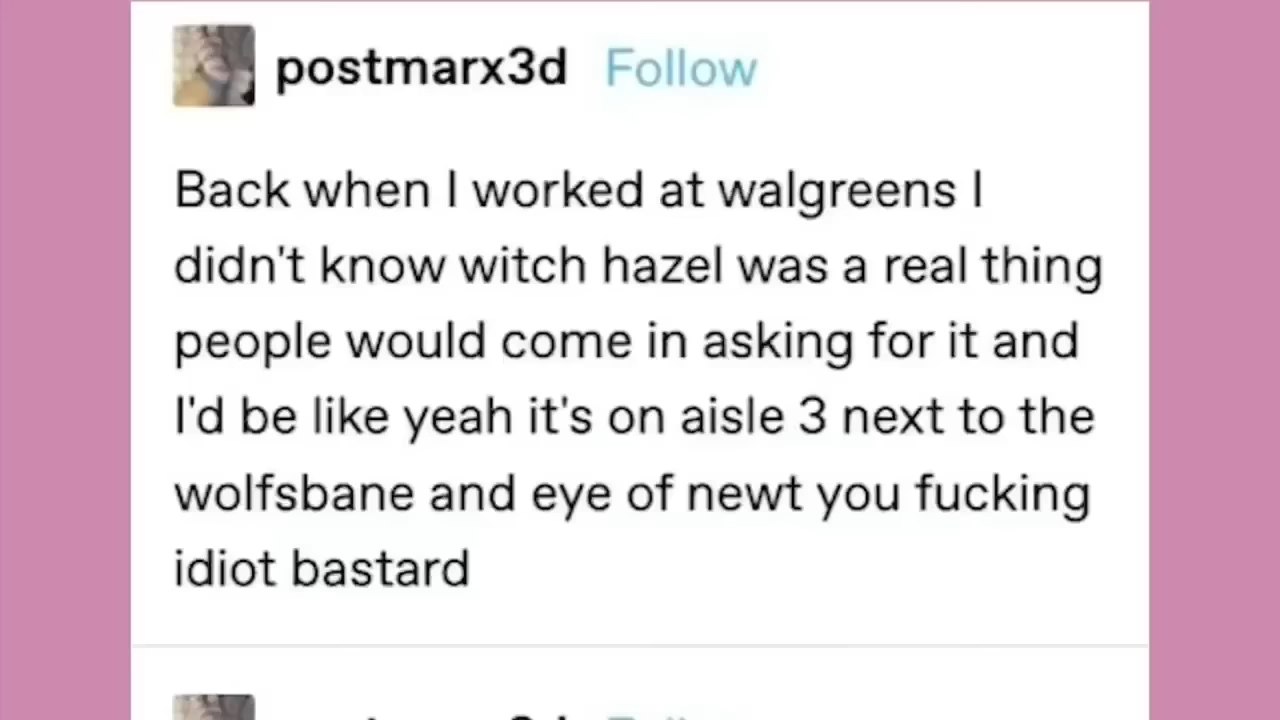 postmarx3d Follow
Back when I worked at walgreens I
didn't know witch hazel was a real thing
people would come in asking for it and
I'd be like yeah it's on aisle 3 next to the
wolfsbane and eye of newt you fucking
idiot bastard